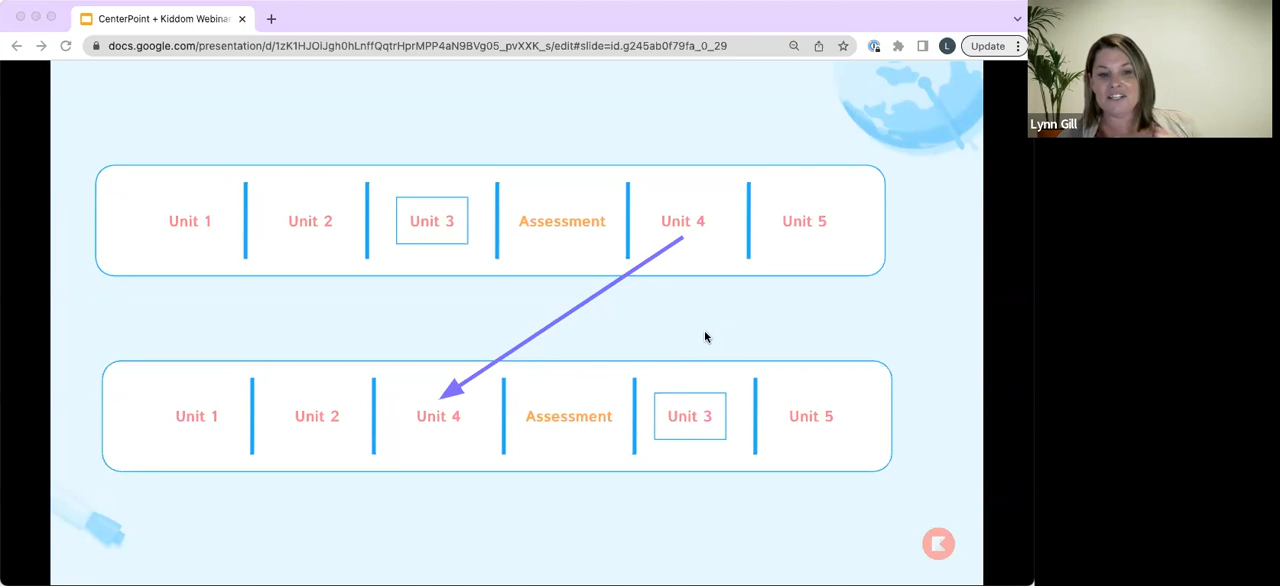 CenterPoint + Kiddom Webina
docs.google.com/presentation/d/1zK1HJOiJgh0hLnffQqtrHprMPP4aN9BVg05_pvXXK_s/edit#slide=id.g245ab0f79fa_0_29
L
Update
Lynn Gill
Unit 1 Unit 2 Unit 3 Assessment Unit 4 Unit 5
Unit 1 Unit 2 Unit 4 Assessment Unit 3 Unit 5